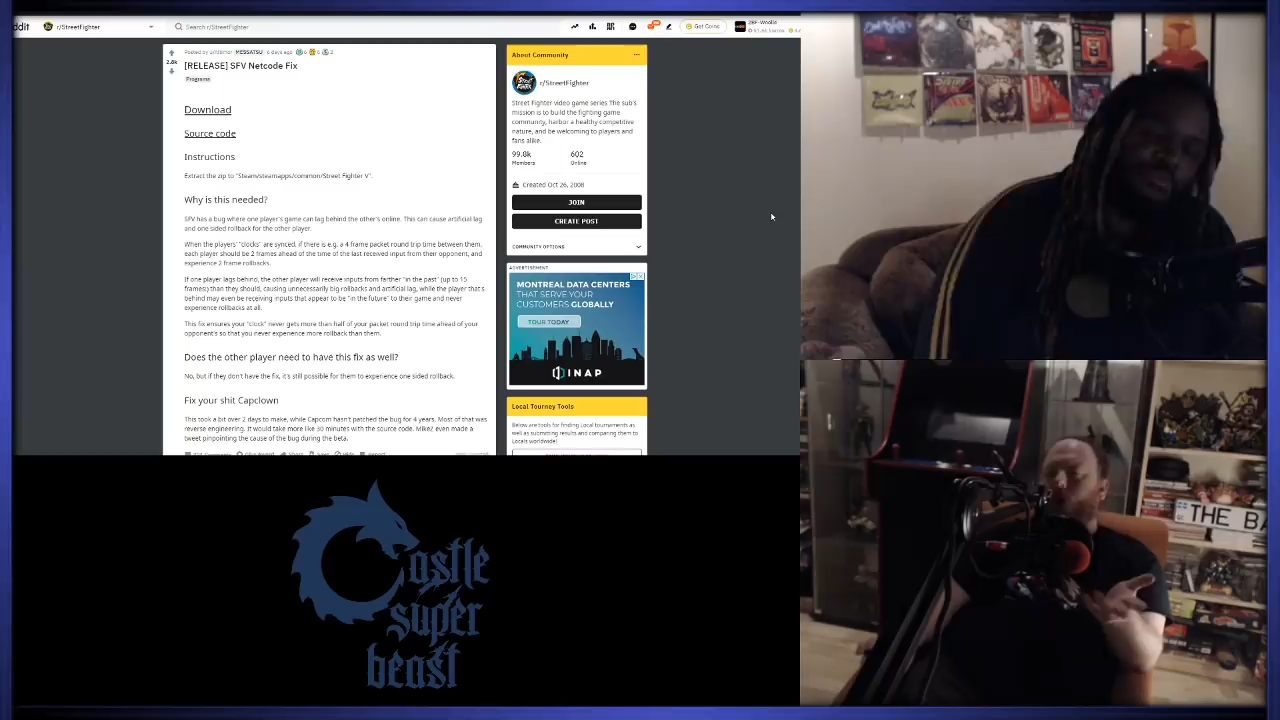 ddit r/StreetFighter Search r/StreetFighter Get Coins ZBF-Woolie
2.8k
Posted by MESSATSU 6 days ago
[RELEASE] SFV Netcode Fix
Programs
Download
Source code
Instructions
Extract the zip to "Steam/steamapps/common/Street Fighter V".
Why is this needed?
SFV has a bug where one player's game can lag behind the other's online. This can cause artificial lag
and one sided rollback for the other player.
When the players' "clocks" are synced, if there is e.g. a 4 frame packet round trip time between them,
each player should be 2 frames ahead of the time of the last received input from their opponent, and
experience 2 frame rollbacks.
If one player lags behind, the other player will receive inputs from farther "in the past" (up to 15
frames!) than they should, causing unnecessarily big rollbacks and artificial lag, while the player that's
behind may even be receiving inputs that appear to be "in the future" to their game and never
experience rollbacks at all.
This fix ensures your "clock" never gets more than half of your packet round trip time ahead of your
opponent's so that you never experience more rollback than them.
Does the other player need to have this fix as well?
No, but if they don't have the fix, it's still possible for them to experience one sided rollback.
Fix your shit Capclown
This took a bit over 2 days to make, while Capcom hasn't patched the bug for 4 years. Most of that was
reverse engineering. It would take more like 30 minutes with the source code. MikeZ even made a
tweet pinpointing the cause of the bug during the beta.
About Community
r/StreetFighter
Street Fighter video game series The sub's
mission is to build the fighting game
community, harbor a healthy competitive
nature, and be welcoming to players and
fans alike.
99.8k 602
Members Online
Created Oct 26, 2008
JOIN
CREATE POST
COMMUNITY OPTIONS
ADVERTISEMENT
MONTREAL DATA CENTERS
THAT SERVE YOUR
CUSTOMERS GLOBALLY
TOUR TODAY
INAP
Local Tourney Tools
Below are tools for finding Local tournaments
as well as submitting results and comparing them to
Locals worldwide!
Castle
super
beast
THE BA